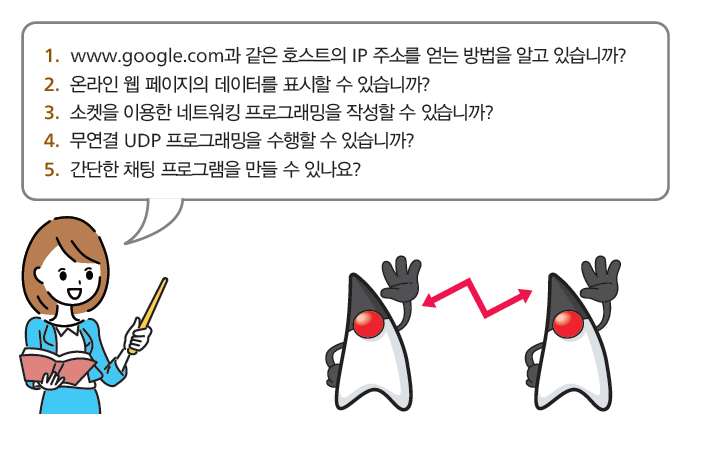 1. www.google.com과 같은 호스트의 IP 주소를 얻는 방법을 알고 있습니까?
2. 온라인 웹 페이지의 데이터를 표시할 수 있습니까?
3. 소켓을 이용한 네트워킹 프로그래밍을 작성할 수 있습니까?
4. 무연결 UDP 프로그래밍을 수행할 수 있습니까?
5. 간단한 채팅 프로그램을 만들 수 있나요?